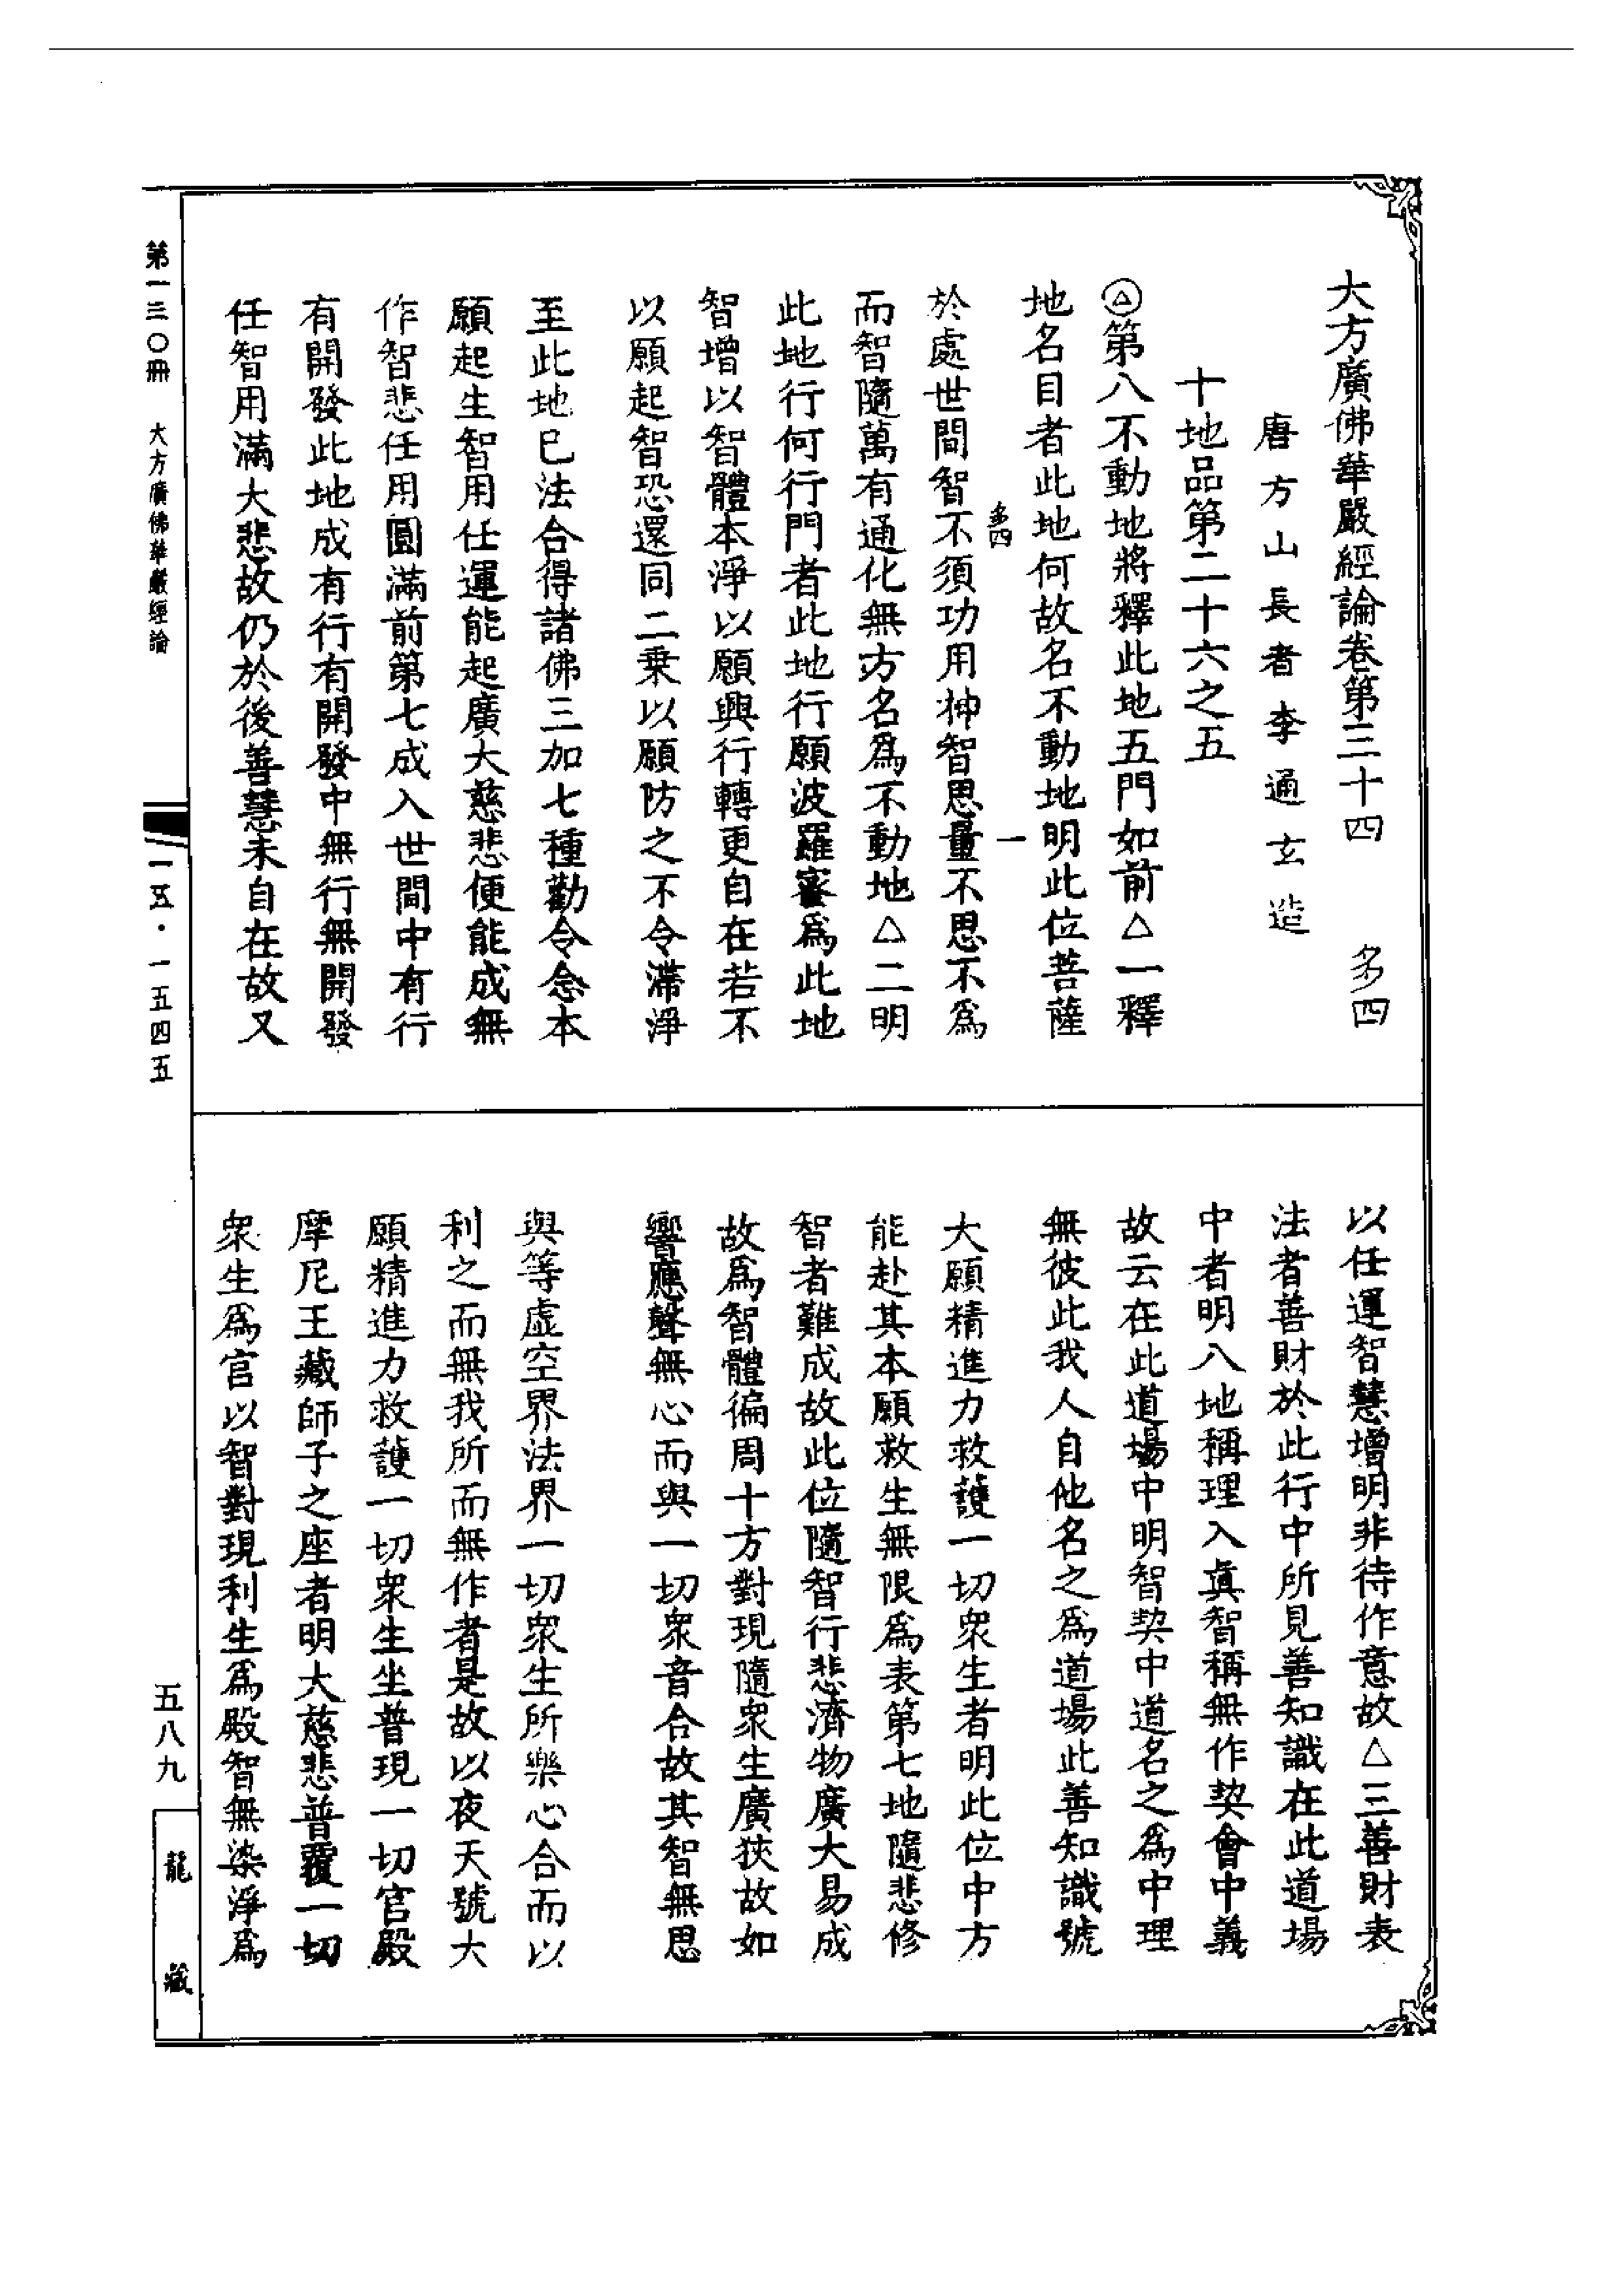 大方廣佛華嚴經論卷第三十四　多四
唐方山長者李通玄造
十地品第二十六之五
△第八不動地將釋此地五門如前△一釋
地名目者此地何故名不動地明此位菩薩
多四　一
於處世間智不須功用神智思量不思不爲
而智隨萬有通化無方名爲不動地△二明
此地行何行門者此地行願波羅蜜爲此地
智增以智體本淨以願興行轉更自在若不
以願起智恐還同二乗以願防之不令滯淨
至此地已法合得諸佛三加七種勸令念本
願起生智用任運能起廣大慈悲便能成無
作智悲任用圓滿前第七成入世間中有行
有開發此地成有行有開發中無行無開發
任智用滿大悲故仍於後善慧未自在故又
以任運智慧增明非待作意故△三善財表
法者善財於此行中所見善知識在此道場
中者明八地稱理入眞智稱無作契會中義
故云在此道場中明智契中道名之爲中理
無彼此我人自他名之爲道場此善知識號
大願精進力救護一切衆生者明此位中方
能赴其本願救生無限爲表第七地隨悲修
智者難成故此位隨智行悲濟物廣大易成
故爲智體徧周十方對現隨衆生廣狹故如
響應聲無心而與一切衆音合故其智無思
與等虛空界法界一切衆生所樂心合而以
利之而無我所而無作者是故以夜天號大
願精進力救護一切衆生坐普現一切宮殿
摩尼王藏師子之座者明大慈悲普覆一切
衆生爲宮以智對現利生爲殿智無染淨爲
第一三〇冊　大方廣佛華嚴經論
一五·一五四五
五八九
龍藏